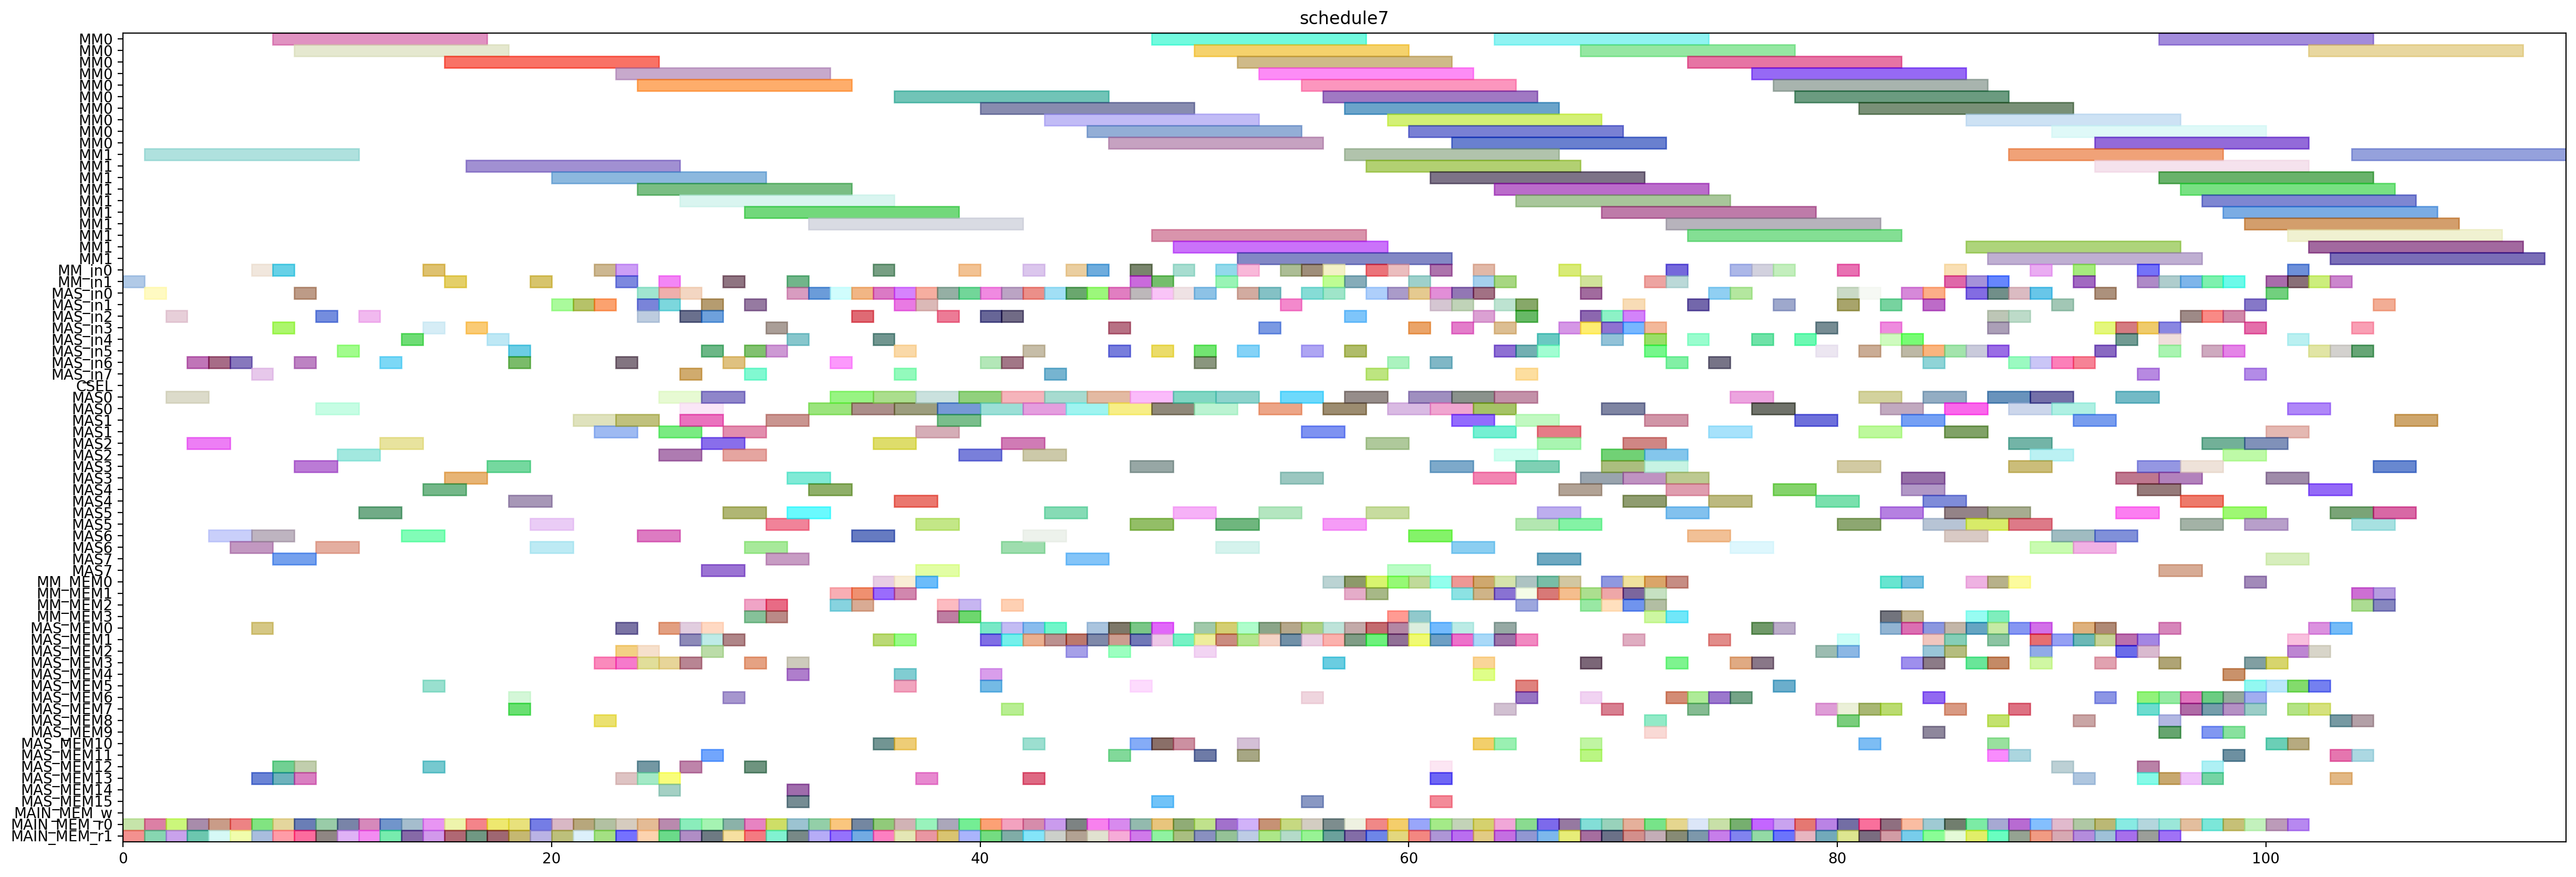 schedule7
MM0
MM0
MM0
MM0
MM0
MM0
MM0
MM0
MM0
MM0
MM1
MM1
MM1
MM1
MM1
MM1
MM1
MM1
MM1
MM1
MM_in0
MM_in1
MAS_in0
MAS_in1
MAS_in2
MAS_in3
MAS_in4
MAS_in5
MAS_in6
MAS_in7
CSEL
MAS0
MAS0
MAS1
MAS1
MAS2
MAS2
MAS3
MAS3
MAS4
MAS4
MAS5
MAS5
MAS6
MAS6
MAS7
MAS7
MM_MEM0
MM_MEM1
MM_MEM2
MM_MEM3
MAS_MEM0
MAS_MEM1
MAS_MEM2
MAS_MEM3
MAS_MEM4
MAS_MEM5
MAS_MEM6
MAS_MEM7
MAS_MEM8
MAS_MEM9
MAS_MEM10
MAS_MEM11
MAS_MEM12
MAS_MEM13
MAS_MEM14
MAS_MEM15
MAIN_MEM_w
MAIN_MEM_r0
MAIN_MEM_r1
0 20 40 60 80 100